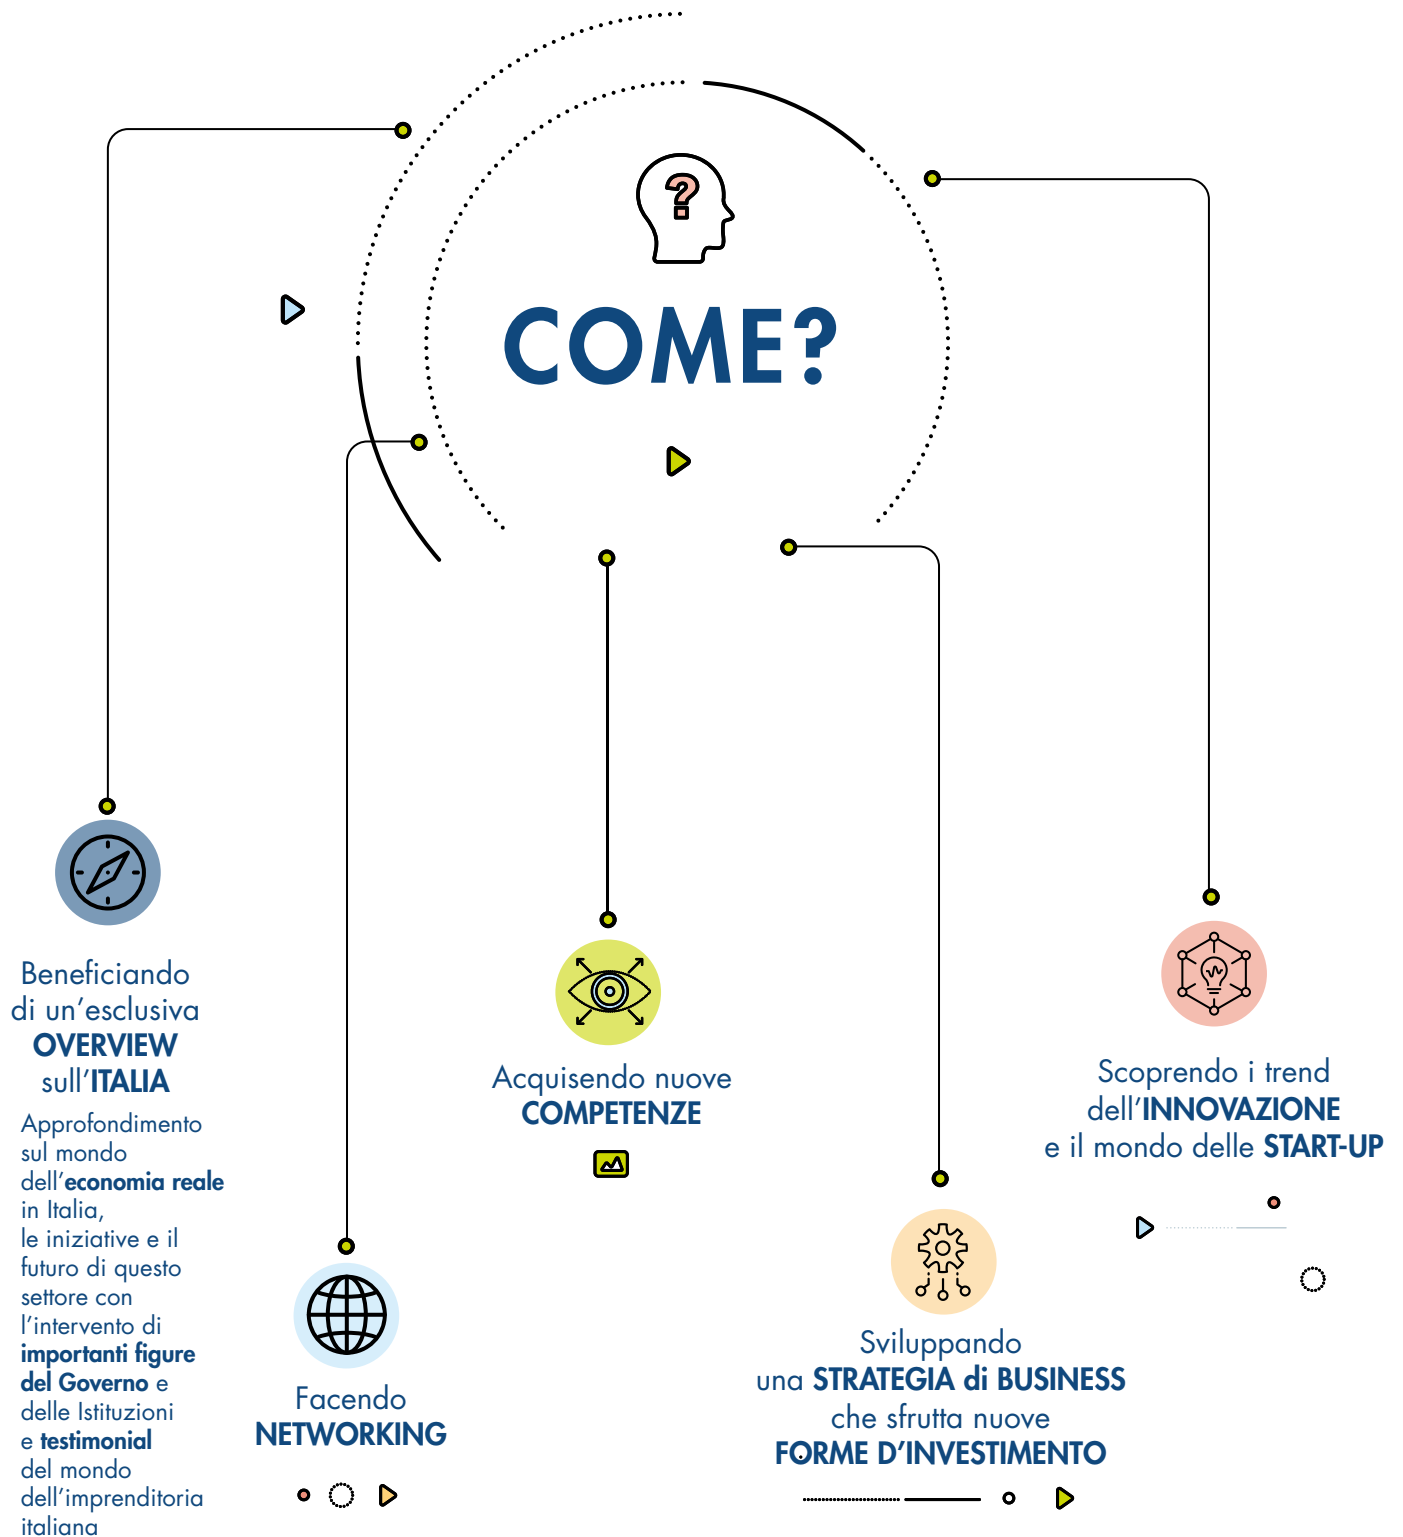 COME?
Beneficiando
di un’esclusiva
OVERVIEW
sull’ITALIA
Approfondimento
sul mondo
dell’economia reale
in Italia,
le iniziative e il
futuro di questo
settore con
l’intervento di
importanti figure
del Governo e
delle Istituzioni
e testimonial
del mondo
dell’imprenditoria
italiana
Facendo
NETWORKING
Acquisendo nuove
COMPETENZE
Sviluppando
una STRATEGIA di BUSINESS
che sfrutta nuove
FORME D’INVESTIMENTO
Scoprendo i trend
dell’INNOVAZIONE
e il mondo delle START-UP